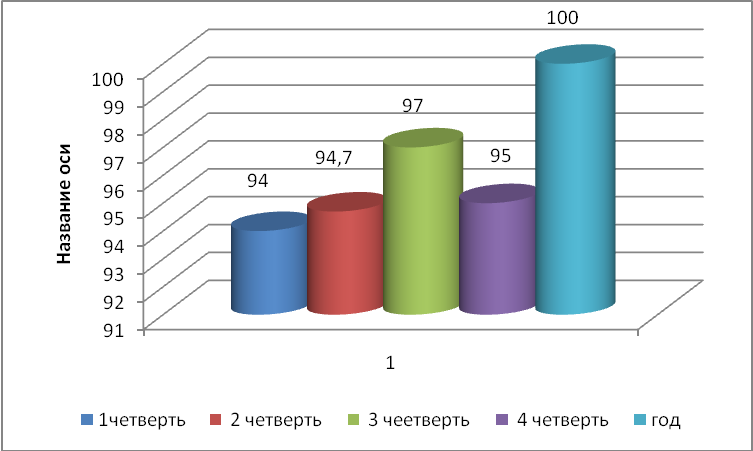 100
99
98
97
96
95
94
93
92
91
Название оси
94
94,7
97
95
100
1
1четверть
2 четверть
3 чеетверть
4 четверть
год